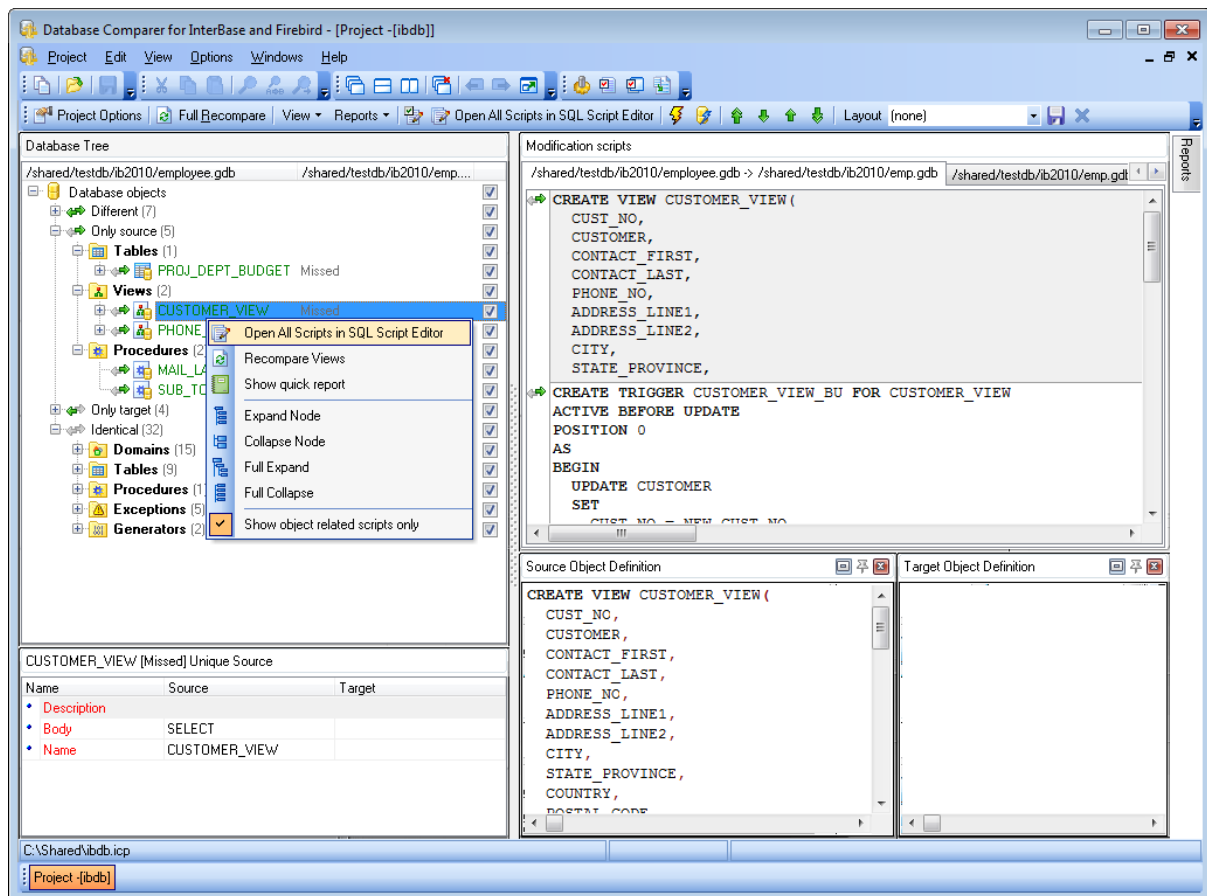 Database Comparer for InterBase and Firebird - [Project -[ibdb]]
Project Edit View Options Windows Help
Project Options Full Recompare View Reports Open All Scripts in SQL Script Editor Layout (none)
Database Tree
/shared/testdb/ib2010/employee.gdb /shared/testdb/ib2010/emp....
Database objects
Different (7)
Only source (5)
Tables (1)
PROJ_DEPT_BUDGET Missed
Views (2)
CUSTOMER_VIEW Missed
PHONE_
Procedures (2
MAIL_LA
SUB_TO
Only target (4)
Identical (32)
Domains (15)
Tables (9)
Procedures (1
Exceptions (5)
Generators (2)
Open All Scripts in SQL Script Editor
Recompare Views
Show quick report
Expand Node
Collapse Node
Full Expand
Full Collapse
Show object related scripts only
CUSTOMER_VIEW [Missed] Unique Source
Name Source Target
Description
Body SELECT
Name CUSTOMER_VIEW
Modification scripts
/shared/testdb/ib2010/employee.gdb -> /shared/testdb/ib2010/emp.gdb /shared/testdb/ib2010/emp.gdb
CREATE VIEW CUSTOMER_VIEW(
CUST_NO,
CUSTOMER,
CONTACT_FIRST,
CONTACT_LAST,
PHONE_NO,
ADDRESS_LINE1,
ADDRESS_LINE2,
CITY,
STATE_PROVINCE,
CREATE TRIGGER CUSTOMER_VIEW_BU FOR CUSTOMER_VIEW
ACTIVE BEFORE UPDATE
POSITION 0
AS
BEGIN
UPDATE CUSTOMER
SET
CUST_NO = NEW.CUST_NO
Reports
Source Object Definition
CREATE VIEW CUSTOMER_VIEW(
CUST_NO,
CUSTOMER,
CONTACT_FIRST,
CONTACT_LAST,
PHONE_NO,
ADDRESS_LINE1,
ADDRESS_LINE2,
CITY,
STATE_PROVINCE,
COUNTRY,
POSTAL_CODE
Target Object Definition
C:\Shared\ibdb.icp
Project -[ibdb]